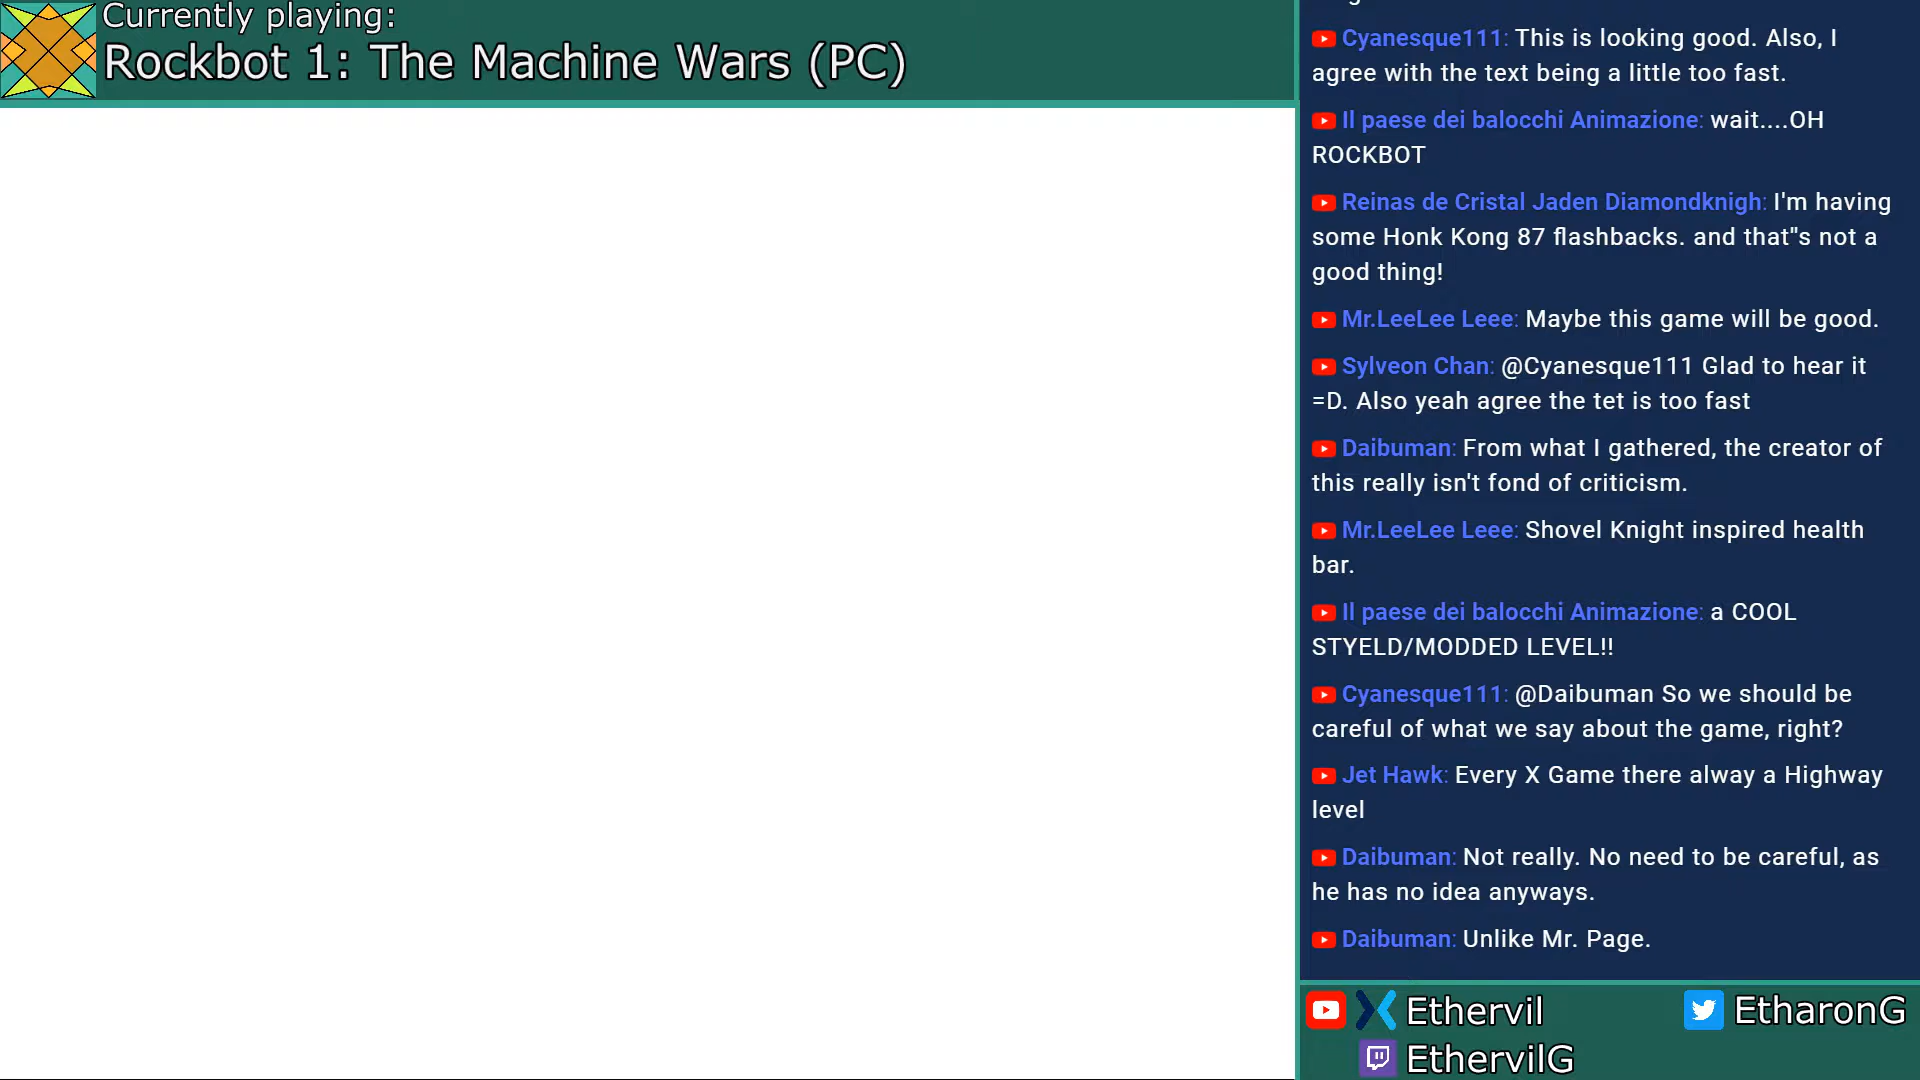 Currently playing:
Rockbot 1: The Machine Wars (PC)
Cyanesque111: This is looking good. Also, I
agree with the text being a little too fast.
Il paese dei balocchi Animazione: wait....OH
ROCKBOT
Reinas de Cristal Jaden Diamondknigh: I'm having
some Honk Kong 87 flashbacks. and that"s not a
good thing!
Mr.LeeLee Leee: Maybe this game will be good.
Sylveon Chan: @Cyanesque111 Glad to hear it
=D. Also yeah agree the tet is too fast
Daibuman: From what I gathered, the creator of
this really isn't fond of criticism.
Mr.LeeLee Leee: Shovel Knight inspired health
bar.
Il paese dei balocchi Animazione: a COOL
STYELD/MODDED LEVEL!!
Cyanesque111: @Daibuman So we should be
careful of what we say about the game, right?
Jet Hawk: Every X Game there alway a Highway
level
Daibuman: Not really. No need to be careful, as
he has no idea anyways.
Daibuman: Unlike Mr. Page.
Ethervil
EtharonG
EthervilG